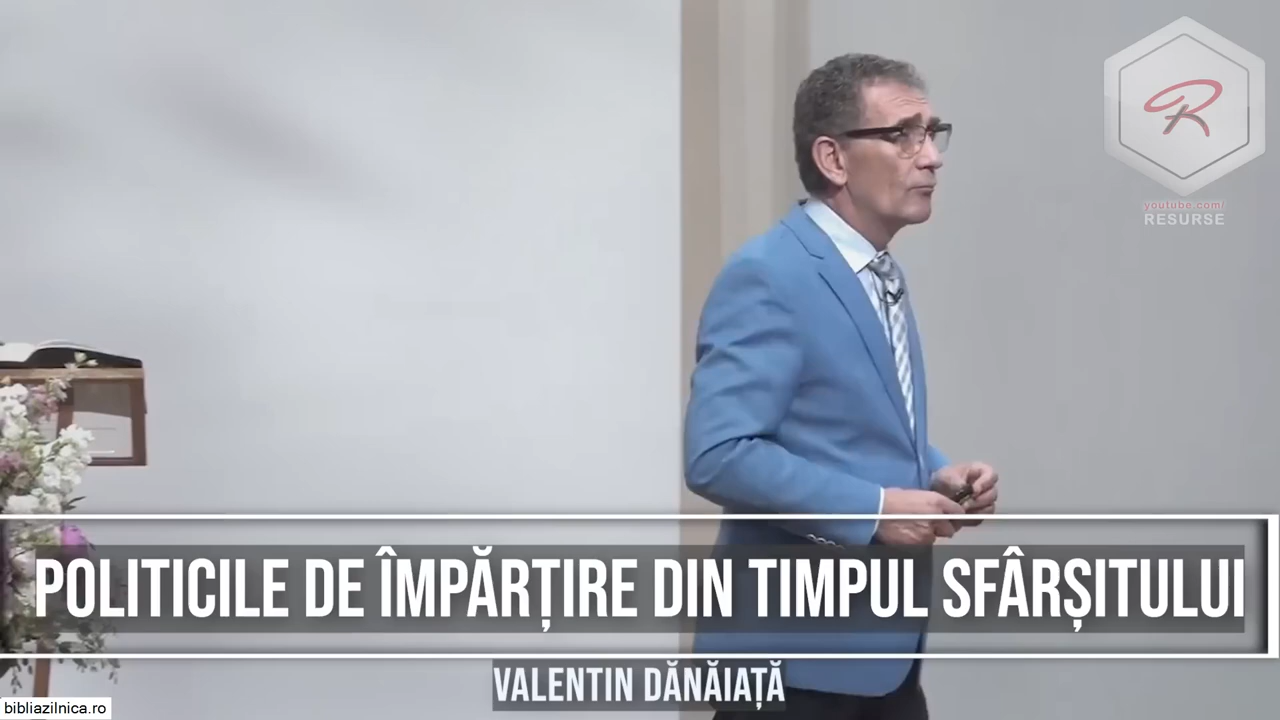 R
youtube.com/
RESURSE
POLITICILE DE ÎMPĂRȚIRE DIN TIMPUL SFÂRȘITULUI
VALENTIN DĂNĂIAȚĂ
bibliazilnica.ro